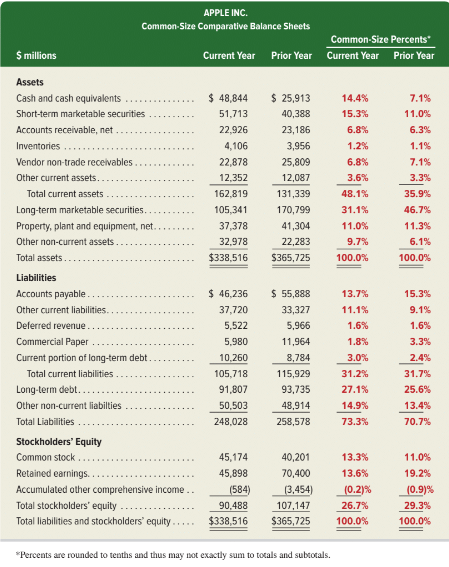 APPLE INC.
Common-Size Comparative Balance Sheets
Common-Size Percents*
$ millions Current Year Prior Year Current Year Prior Year
Assets
Cash and cash equivalents . . . . . . . . . . . . . . . $ 48,844 $ 25,913 14.4% 7.1%
Short-term marketable securities . . . . . . . . . . 51,713 40,388 15.3% 11.0%
Accounts receivable, net . . . . . . . . . . . . . . . . . 22,926 23,186 6.8% 6.3%
Inventories . . . . . . . . . . . . . . . . . . . . . . . . . . . . 4,106 3,956 1.2% 1.1%
Vendor non-trade receivables . . . . . . . . . . . . . 22,878 25,809 6.8% 7.1%
Other current assets. . . . . . . . . . . . . . . . . . . . . 12,352 12,087 3.6% 3.3%
Total current assets . . . . . . . . . . . . . . . . . . . 162,819 131,339 48.1% 35.9%
Long-term marketable securities. . . . . . . . . . . 105,341 170,799 31.1% 46.7%
Property, plant and equipment, net. . . . . . . . . 37,378 41,304 11.0% 11.3%
Other non-current assets . . . . . . . . . . . . . . . . . 32,978 22,283 9.7% 6.1%
Total assets. . . . . . . . . . . . . . . . . . . . . . . . . . . . $338,516 $365,725 100.0% 100.0%
Liabilities
Accounts payable. . . . . . . . . . . . . . . . . . . . . . . $ 46,236 $ 55,888 13.7% 15.3%
Other current liabilities. . . . . . . . . . . . . . . . . . . 37,720 33,327 11.1% 9.1%
Deferred revenue . . . . . . . . . . . . . . . . . . . . . . . 5,522 5,966 1.6% 1.6%
Commercial Paper . . . . . . . . . . . . . . . . . . . . . . 5,980 11,964 1.8% 3.3%
Current portion of long-term debt . . . . . . . . . . 10,260 8,784 3.0% 2.4%
Total current liabilities . . . . . . . . . . . . . . . . . 105,718 115,929 31.2% 31.7%
Long-term debt. . . . . . . . . . . . . . . . . . . . . . . . . 91,807 93,735 27.1% 25.6%
Other non-current liabilties . . . . . . . . . . . . . . . 50,503 48,914 14.9% 13.4%
Total Liabilities . . . . . . . . . . . . . . . . . . . . . . . . . 248,028 258,578 73.3% 70.7%
Stockholders' Equity
Common stock . . . . . . . . . . . . . . . . . . . . . . . . . 45,174 40,201 13.3% 11.0%
Retained earnings. . . . . . . . . . . . . . . . . . . . . . . 45,898 70,400 13.6% 19.2%
Accumulated other comprehensive income . . (584) (3,454) (0.2)% (0.9)%
Total stockholders' equity . . . . . . . . . . . . . . . . 90,488 107,147 26.7% 29.3%
Total liabilities and stockholders' equity . . . . . $338,516 $365,725 100.0% 100.0%
*Percents are rounded to tenths and thus may not exactly sum to totals and subtotals.